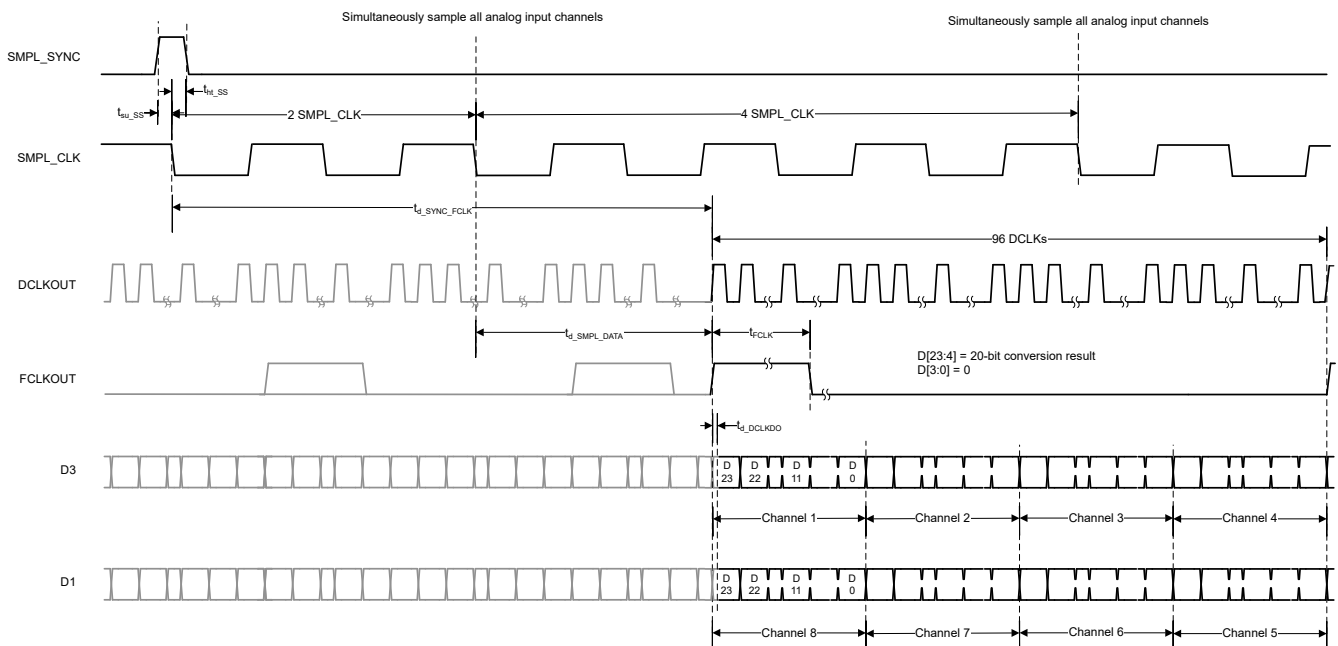 Simultaneously sample all analog input channels
Simultaneously sample all analog input channels
SMPL_SYNC
tht_SS
tsu_SS
2 SMPL_CLK
4 SMPL_CLK
SMPL_CLK
td_SYNC_FCLK
96 DCLKs
DCLKOUT
td_SMPL_DATA
tFCLK
D[23:4] = 20-bit conversion result
D[3:0] = 0
FCLKOUT
td_DCLKDO
D3
D D D D
23 22 11 0
Channel 1 Channel 2 Channel 3 Channel 4
D1
D D D D
23 22 11 0
Channel 8 Channel 7 Channel 6 Channel 5